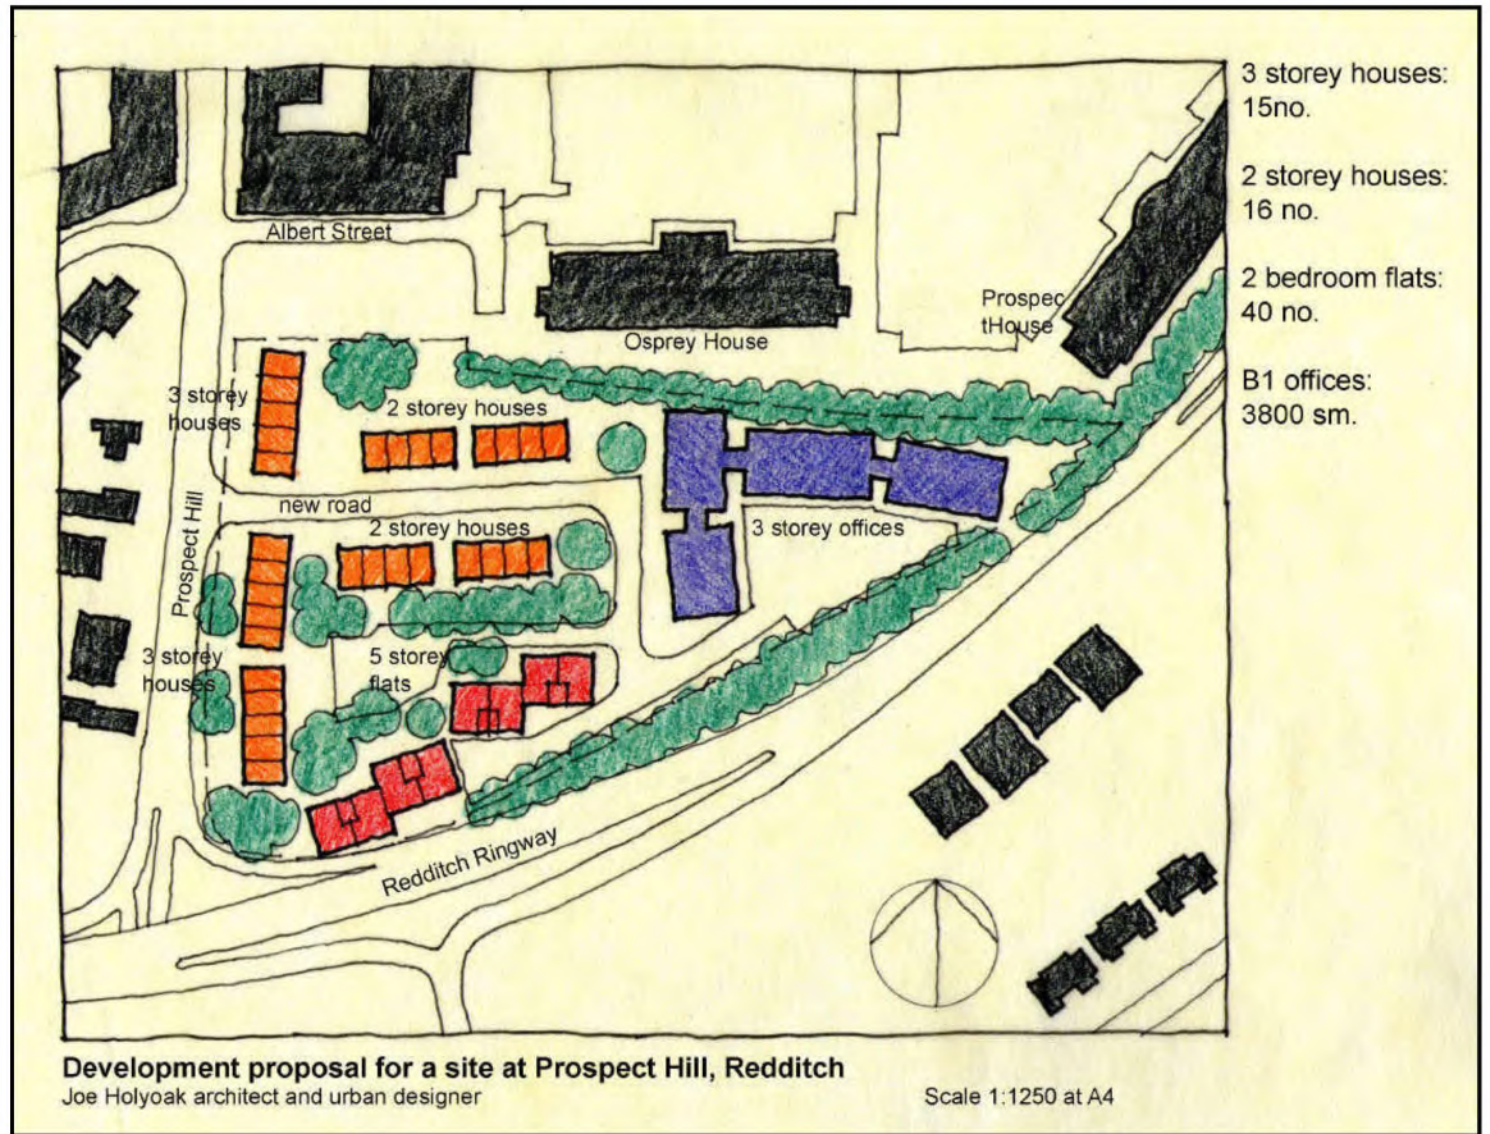 3 storey houses:
15no.
2 storey houses:
16 no.
2 bedroom flats:
40 no.
B1 offices:
3800 sm.
Albert Street
Prospec
tHouse
Osprey House
3 storey
houses
2 storey houses
new road
2 storey houses
3 storey offices
Prospect Hill
3 storey
houses
5 storey
flats
Redditch Ringway
Development proposal for a site at Prospect Hill, Redditch
Joe Holyoak architect and urban designer
Scale 1:1250 at A4